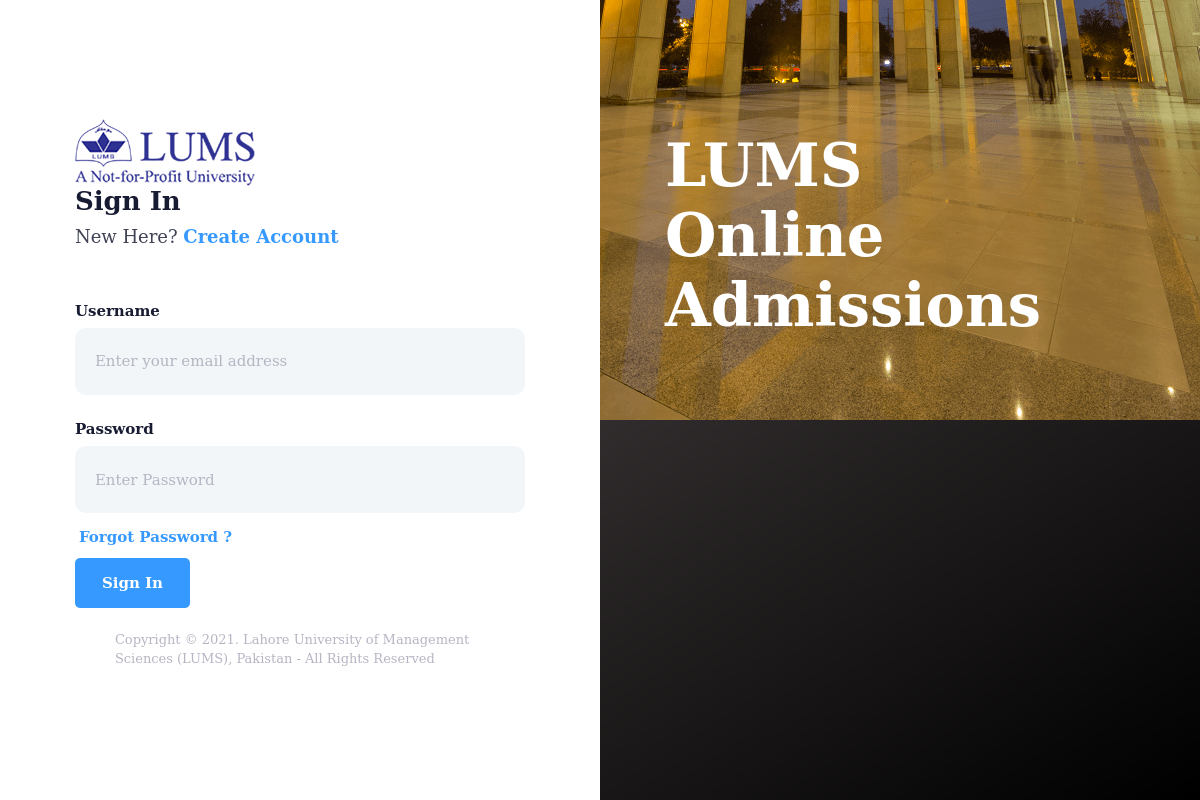 LUMS
LUMS
A Not-for-Profit University
Sign In
New Here? Create Account
Username
Enter your email address
Password
Enter Password
Forgot Password ?
Sign In
Copyright © 2021. Lahore University of Management
Sciences (LUMS), Pakistan - All Rights Reserved
LUMS
Online
Admissions